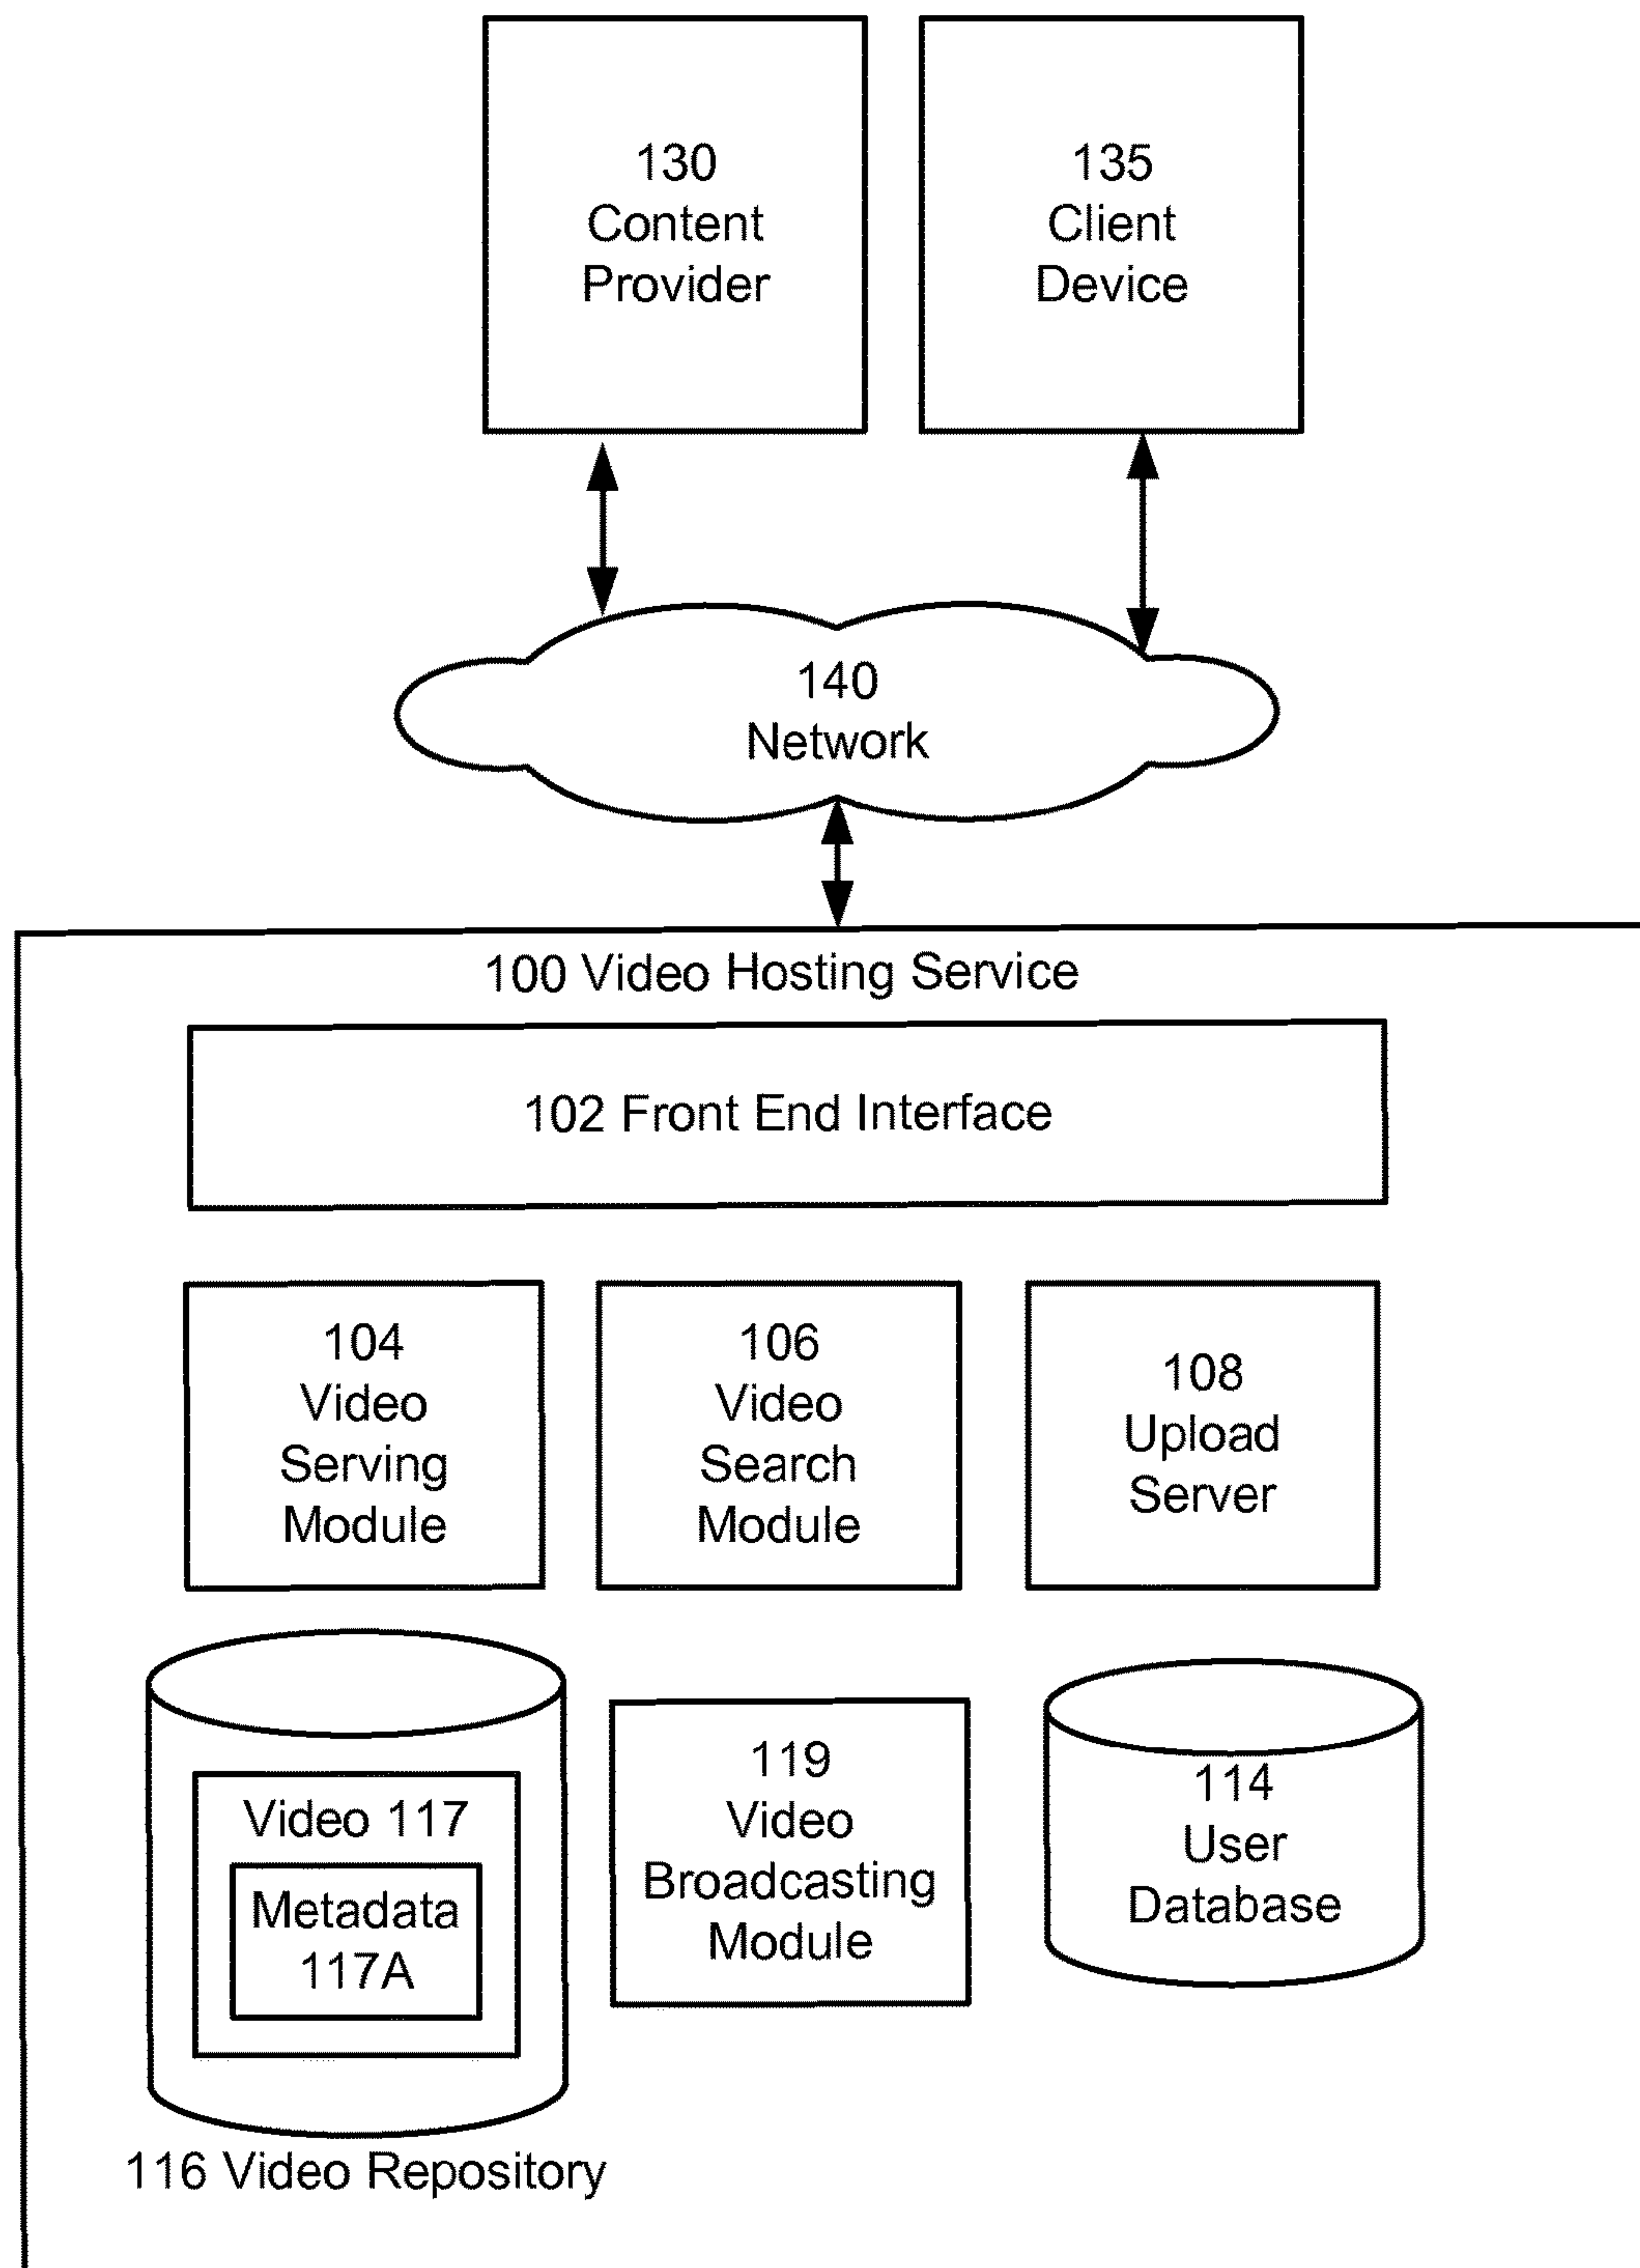 130
Content
Provider
135
Client
Device
140
Network
100 Video Hosting Service
102 Front End Interface
104
Video
Serving
Module
106
Video
Search
Module
108
Upload
Server
Video 117
Metadata
117A
116 Video Repository
119
Video
Broadcasting
Module
114
User
Database